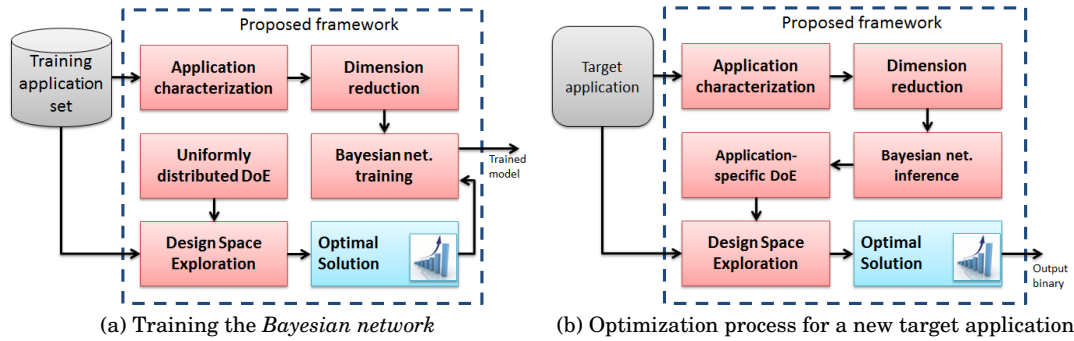 Proposed framework
Training
application
set
Application
characterization
Dimension
reduction
Uniformly
distributed DoE
Bayesian net.
training
Trained
model
Design Space
Exploration
Optimal
Solution
(a) Training the Bayesian network
Proposed framework
Target
application
Application
characterization
Dimension
reduction
Application-
specific DoE
Bayesian net.
inference
Design Space
Exploration
Optimal
Solution
Output
binary
(b) Optimization process for a new target application